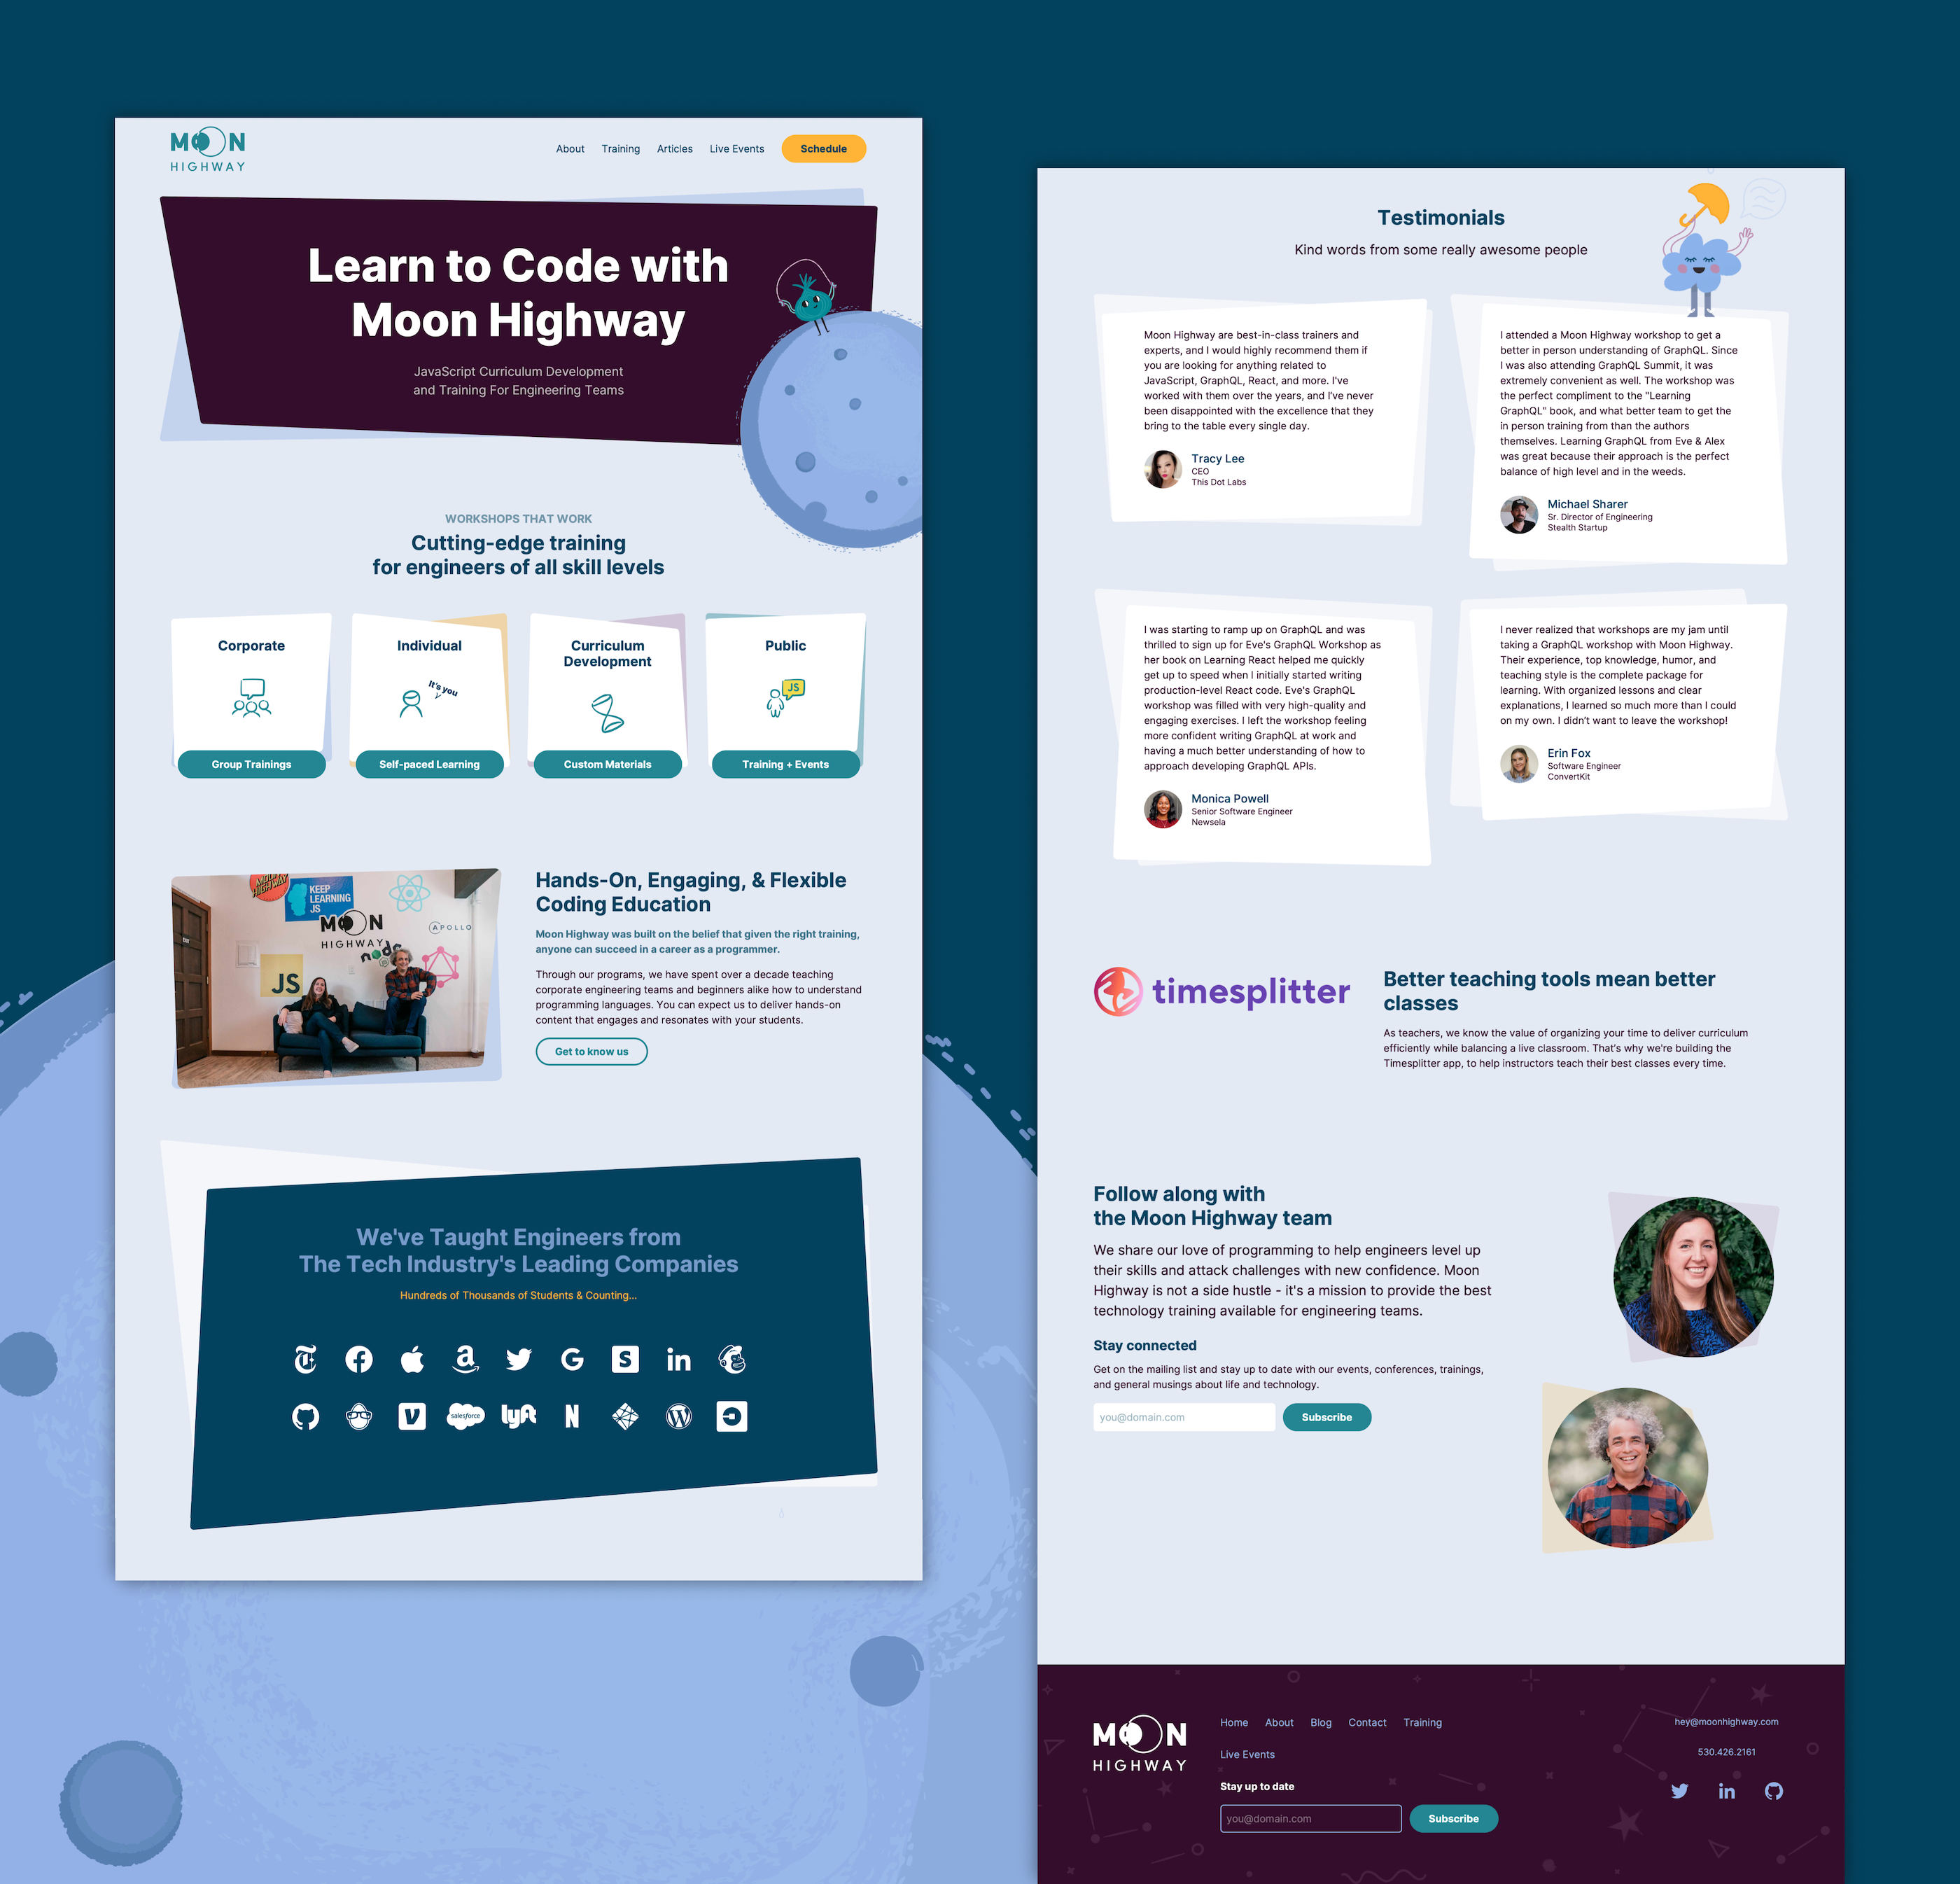 MOON
HIGHWAY
About
Training
Articles
Live Events
Schedule
Learn to Code with
Moon Highway
JavaScript Curriculum Development
and Training For Engineering Teams
WORKSHOPS THAT WORK
Cutting-edge training
for engineers of all skill levels
Corporate
Group Trainings
Individual
It's you
Self-paced Learning
Curriculum
Development
Custom Materials
Public
JS
Training + Events
MOON
HIGHWAY
KEEP
LEARNING
JS
MOON
HIGHWAY
APOLLO
node
JS
Hands-On, Engaging, & Flexible
Coding Education
Moon Highway was built on the belief that given the right training,
anyone can succeed in a career as a programmer.
Through our programs, we have spent over a decade teaching
corporate engineering teams and beginners alike how to understand
programming languages. You can expect us to deliver hands-on
content that engages and resonates with your students.
Get to know us
We've Taught Engineers from
The Tech Industry's Leading Companies
Hundreds of Thousands of Students & Counting...
salesforce
lyft
Testimonials
Kind words from some really awesome people
Moon Highway are best-in-class trainers and
experts, and I would highly recommend them if
you are looking for anything related to
JavaScript, GraphQL, React, and more. I've
worked with them over the years, and I've never
been disappointed with the excellence that they
bring to the table every single day.
Tracy Lee
CEO
This Dot Labs
I attended a Moon Highway workshop to get a
better in person understanding of GraphQL. Since
I was also attending GraphQL Summit, it was
extremely convenient as well. The workshop was
the perfect compliment to the "Learning
GraphQL" book, and what better team to get the
in person training from than the authors
themselves. Learning GraphQL from Eve & Alex
was great because their approach is the perfect
balance of high level and in the weeds.
Michael Sharer
Sr. Director of Engineering
Stealth Startup
I was starting to ramp up on GraphQL and was
thrilled to sign up for Eve's GraphQL Workshop as
her book on Learning React helped me quickly
get up to speed when I initially started writing
production-level React code. Eve's GraphQL
workshop was filled with very high-quality and
engaging exercises. I left the workshop feeling
more confident writing GraphQL at work and
having a much better understanding of how to
approach developing GraphQL APIs.
Monica Powell
Senior Software Engineer
Newsela
I never realized that workshops are my jam until
taking a GraphQL workshop with Moon Highway.
Their experience, top knowledge, humor, and
teaching style is the complete package for
learning. With organized lessons and clear
explanations, I learned so much more than I could
on my own. I didn't want to leave the workshop!
Erin Fox
Software Engineer
ConvertKit
timesplitter
Better teaching tools mean better
classes
As teachers, we know the value of organizing your time to deliver curriculum
efficiently while balancing a live classroom. That's why we're building the
Timesplitter app, to help instructors teach their best classes every time.
Follow along with
the Moon Highway team
We share our love of programming to help engineers level up
their skills and attack challenges with new confidence. Moon
Highway is not a side hustle - it's a mission to provide the best
technology training available for engineering teams.
Stay connected
Get on the mailing list and stay up to date with our events, conferences, trainings,
and general musings about life and technology.
you@domain.com
Subscribe
MOON
HIGHWAY
Home
About
Blog
Contact
Training
Live Events
Stay up to date
you@domain.com
Subscribe
hey@moonhighway.com
530.426.2161